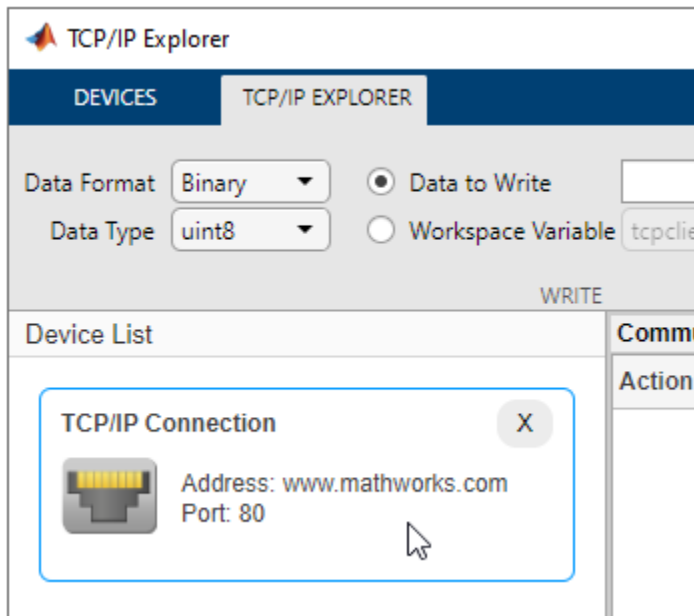 TCP/IP Explorer
DEVICES TCP/IP EXPLORER
Data Format Binary Data to Write
Data Type uint8 Workspace Variable
WRITE
Device List
Action
TCP/IP Connection X
Address: www.mathworks.com
Port: 80